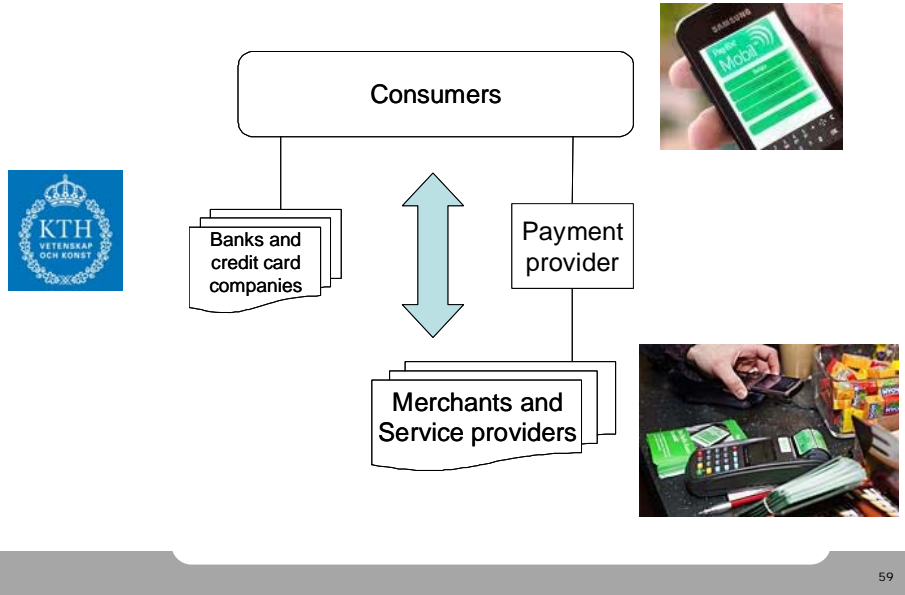 SAMSUNG
PayEx
Mobil
Consumers
KTH
VETENSKAP
OCH KONST
Banks and
credit card
companies
Payment
provider
Merchants and
Service providers
59